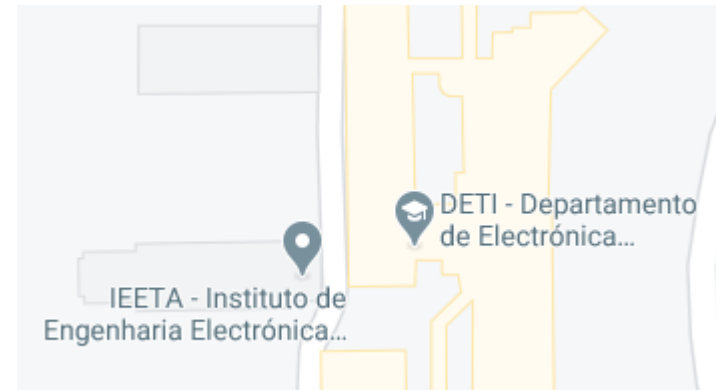 DETI - Departamento
de Electrónica...
IEETA - Instituto de
Engenharia Electrónica...